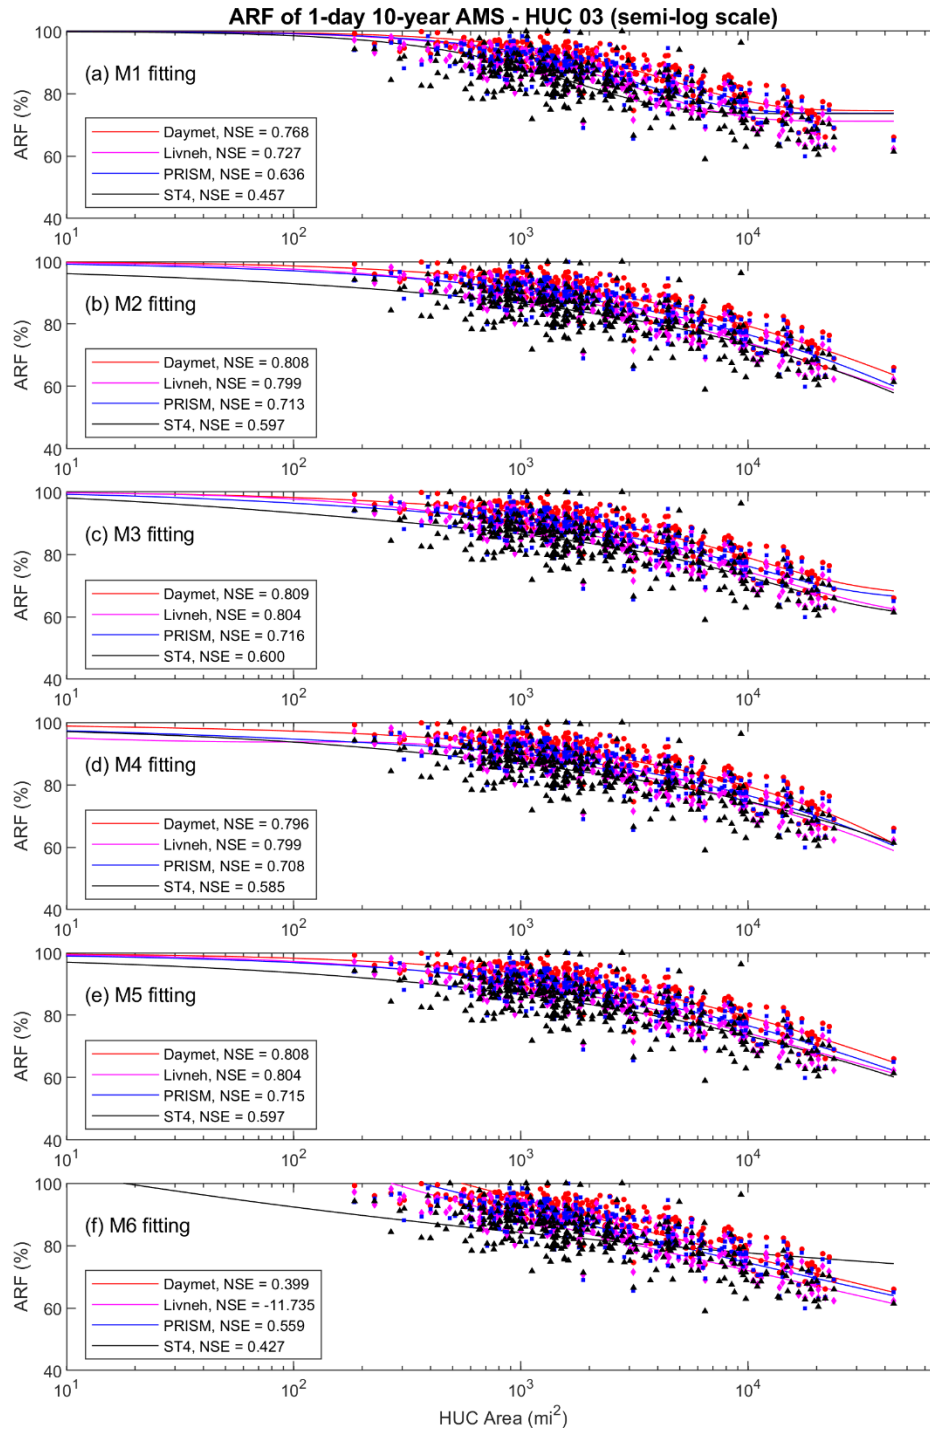 ARF of 1-day 10-year AMS - HUC 03 (semi-log scale)
100
80
60
40
ARF (%)
(a) M1 fitting
Daymet, NSE = 0.768
Livneh, NSE = 0.727
PRISM, NSE = 0.636
ST4, NSE = 0.457
10^1
10^2
10^3
10^4
100
80
60
40
ARF (%)
(b) M2 fitting
Daymet, NSE = 0.808
Livneh, NSE = 0.799
PRISM, NSE = 0.713
ST4, NSE = 0.597
10^1
10^2
10^3
10^4
100
80
60
40
ARF (%)
(c) M3 fitting
Daymet, NSE = 0.809
Livneh, NSE = 0.804
PRISM, NSE = 0.716
ST4, NSE = 0.600
10^1
10^2
10^3
10^4
100
80
60
40
ARF (%)
(d) M4 fitting
Daymet, NSE = 0.796
Livneh, NSE = 0.799
PRISM, NSE = 0.708
ST4, NSE = 0.585
10^1
10^2
10^3
10^4
100
80
60
40
ARF (%)
(e) M5 fitting
Daymet, NSE = 0.808
Livneh, NSE = 0.804
PRISM, NSE = 0.715
ST4, NSE = 0.597
10^1
10^2
10^3
10^4
100
80
60
40
ARF (%)
(f) M6 fitting
Daymet, NSE = 0.399
Livneh, NSE = -11.735
PRISM, NSE = 0.559
ST4, NSE = 0.427
10^1
10^2
10^3
10^4
HUC Area (mi^2)